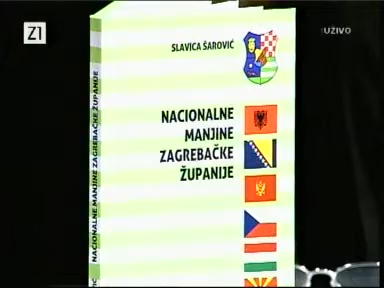 Z1
UŽIVO
SLAVICA ŠAROVIĆ
NACIONALNE
MANJINE
ZAGREBAČKE
ŽUPANIJE
NACIONALNE MANJINE ZAGREBAČKE ŽUPANIJE